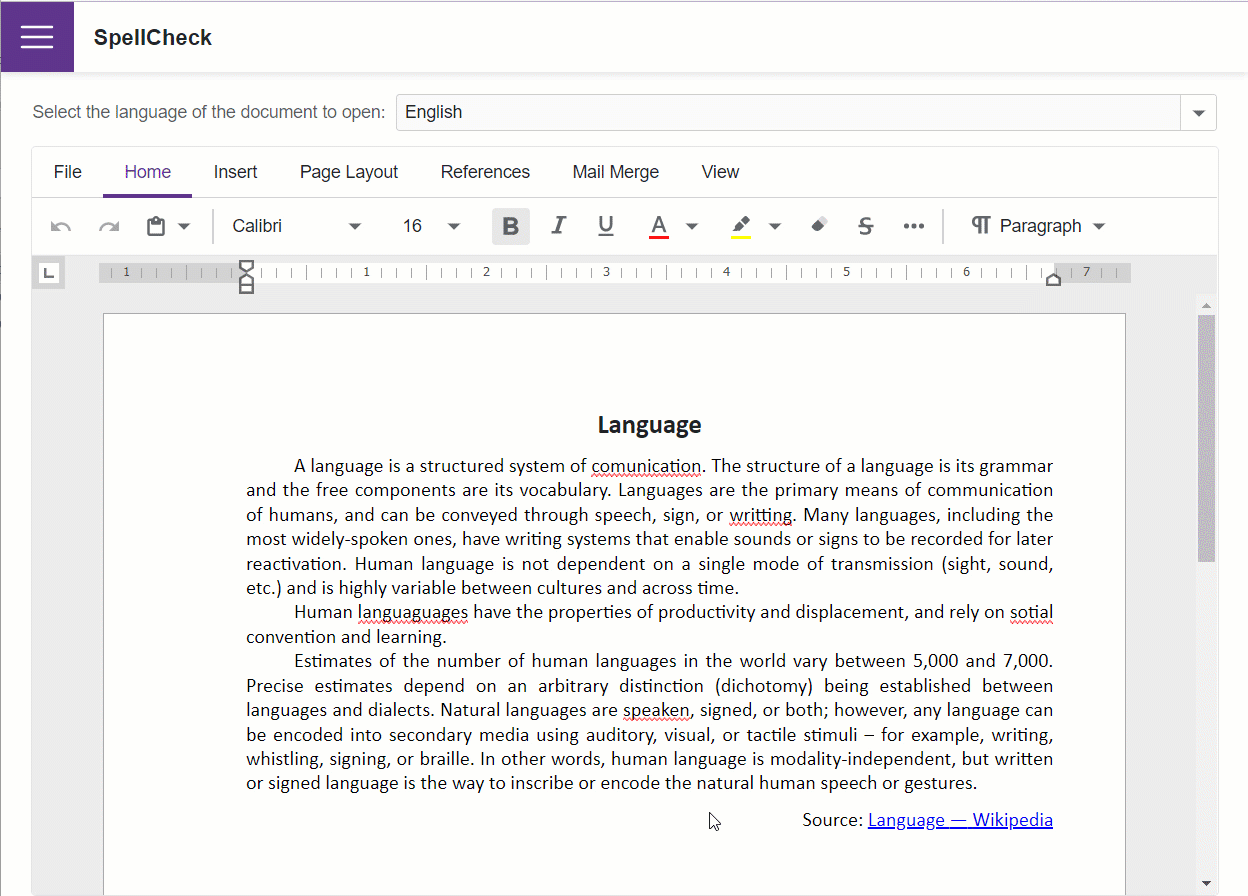 SpellCheck
Select the language of the document to open: English
File Home Insert Page Layout References Mail Merge View
Calibri 16 B I U A S ••• ¶ Paragraph
L 1 1 2 3 4 5 6 7
Language
A language is a structured system of comunication. The structure of a language is its grammar
and the free components are its vocabulary. Languages are the primary means of communication
of humans, and can be conveyed through speech, sign, or writting. Many languages, including the
most widely-spoken ones, have writing systems that enable sounds or signs to be recorded for later
reactivation. Human language is not dependent on a single mode of transmission (sight, sound,
etc.) and is highly variable between cultures and across time.
Human languaguages have the properties of productivity and displacement, and rely on sotial
convention and learning.
Estimates of the number of human languages in the world vary between 5,000 and 7,000.
Precise estimates depend on an arbitrary distinction (dichotomy) being established between
languages and dialects. Natural languages are speaken, signed, or both; however, any language can
be encoded into secondary media using auditory, visual, or tactile stimuli – for example, writing,
whistling, signing, or braille. In other words, human language is modality-independent, but written
or signed language is the way to inscribe or encode the natural human speech or gestures.
Source: Language — Wikipedia